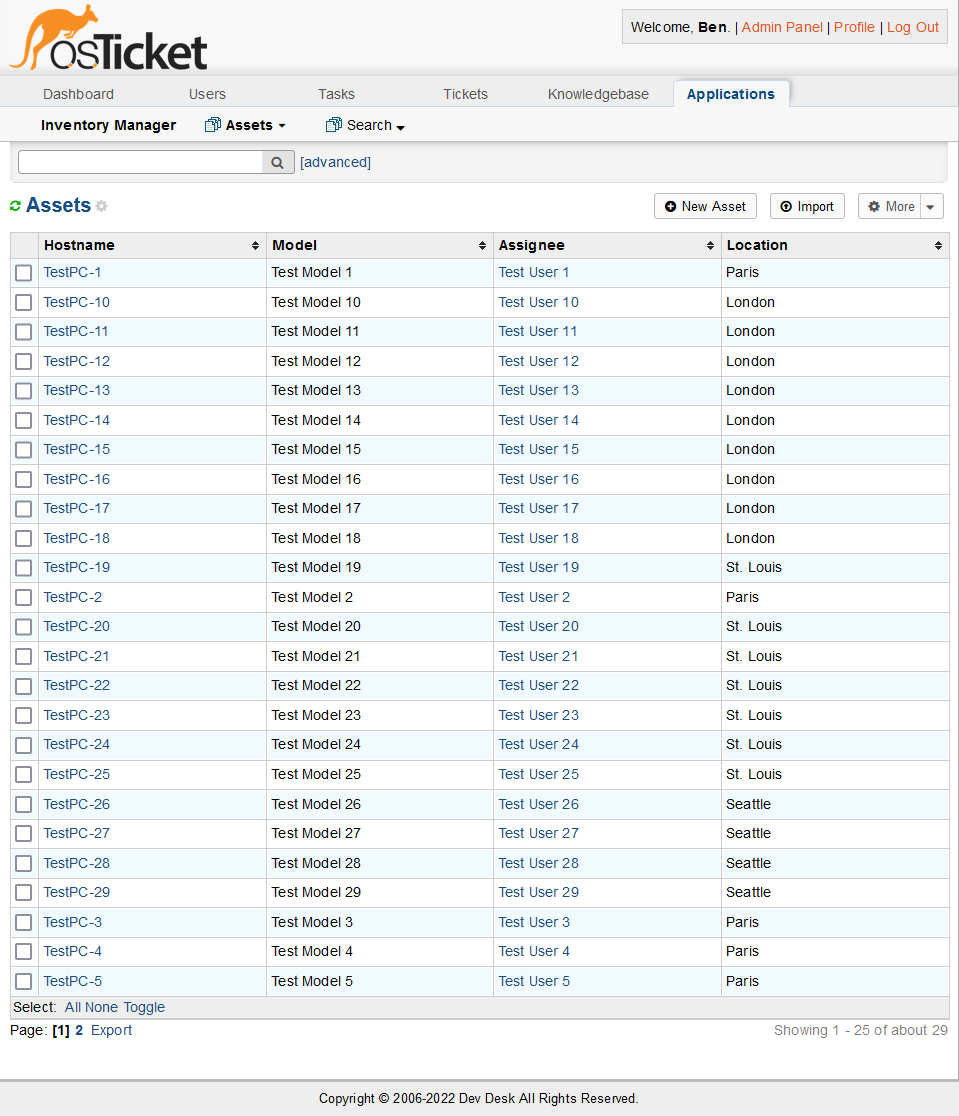 osTicket
Welcome, Ben. | Admin Panel | Profile | Log Out
Dashboard Users Tasks Tickets Knowledgebase Applications
Inventory Manager Assets Search
[advanced]
Assets New Asset Import More
Hostname Model Assignee Location
TestPC-1 Test Model 1 Test User 1 Paris
TestPC-10 Test Model 10 Test User 10 London
TestPC-11 Test Model 11 Test User 11 London
TestPC-12 Test Model 12 Test User 12 London
TestPC-13 Test Model 13 Test User 13 London
TestPC-14 Test Model 14 Test User 14 London
TestPC-15 Test Model 15 Test User 15 London
TestPC-16 Test Model 16 Test User 16 London
TestPC-17 Test Model 17 Test User 17 London
TestPC-18 Test Model 18 Test User 18 London
TestPC-19 Test Model 19 Test User 19 St. Louis
TestPC-2 Test Model 2 Test User 2 Paris
TestPC-20 Test Model 20 Test User 20 St. Louis
TestPC-21 Test Model 21 Test User 21 St. Louis
TestPC-22 Test Model 22 Test User 22 St. Louis
TestPC-23 Test Model 23 Test User 23 St. Louis
TestPC-24 Test Model 24 Test User 24 St. Louis
TestPC-25 Test Model 25 Test User 25 St. Louis
TestPC-26 Test Model 26 Test User 26 Seattle
TestPC-27 Test Model 27 Test User 27 Seattle
TestPC-28 Test Model 28 Test User 28 Seattle
TestPC-29 Test Model 29 Test User 29 Seattle
TestPC-3 Test Model 3 Test User 3 Paris
TestPC-4 Test Model 4 Test User 4 Paris
TestPC-5 Test Model 5 Test User 5 Paris
Select: All None Toggle
Page: [1] 2 Export Showing 1 - 25 of about 29
Copyright © 2006-2022 Dev Desk All Rights Reserved.